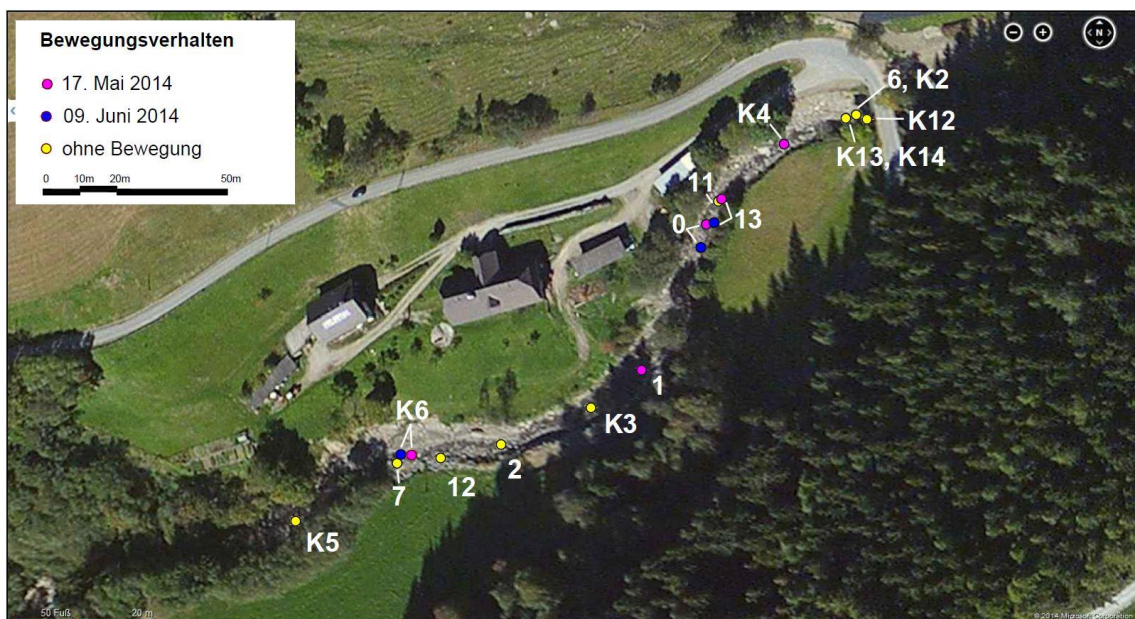 Bewegungsverhalten
17. Mai 2014
09. Juni 2014
ohne Bewegung
0 10m 20m 50m
6, K2
K4
K12
K13, K14
11
13
0
1
K3
K6
2
12
7
K5
50 Fuß 20 m
© 2014 Microsoft Corporation
N